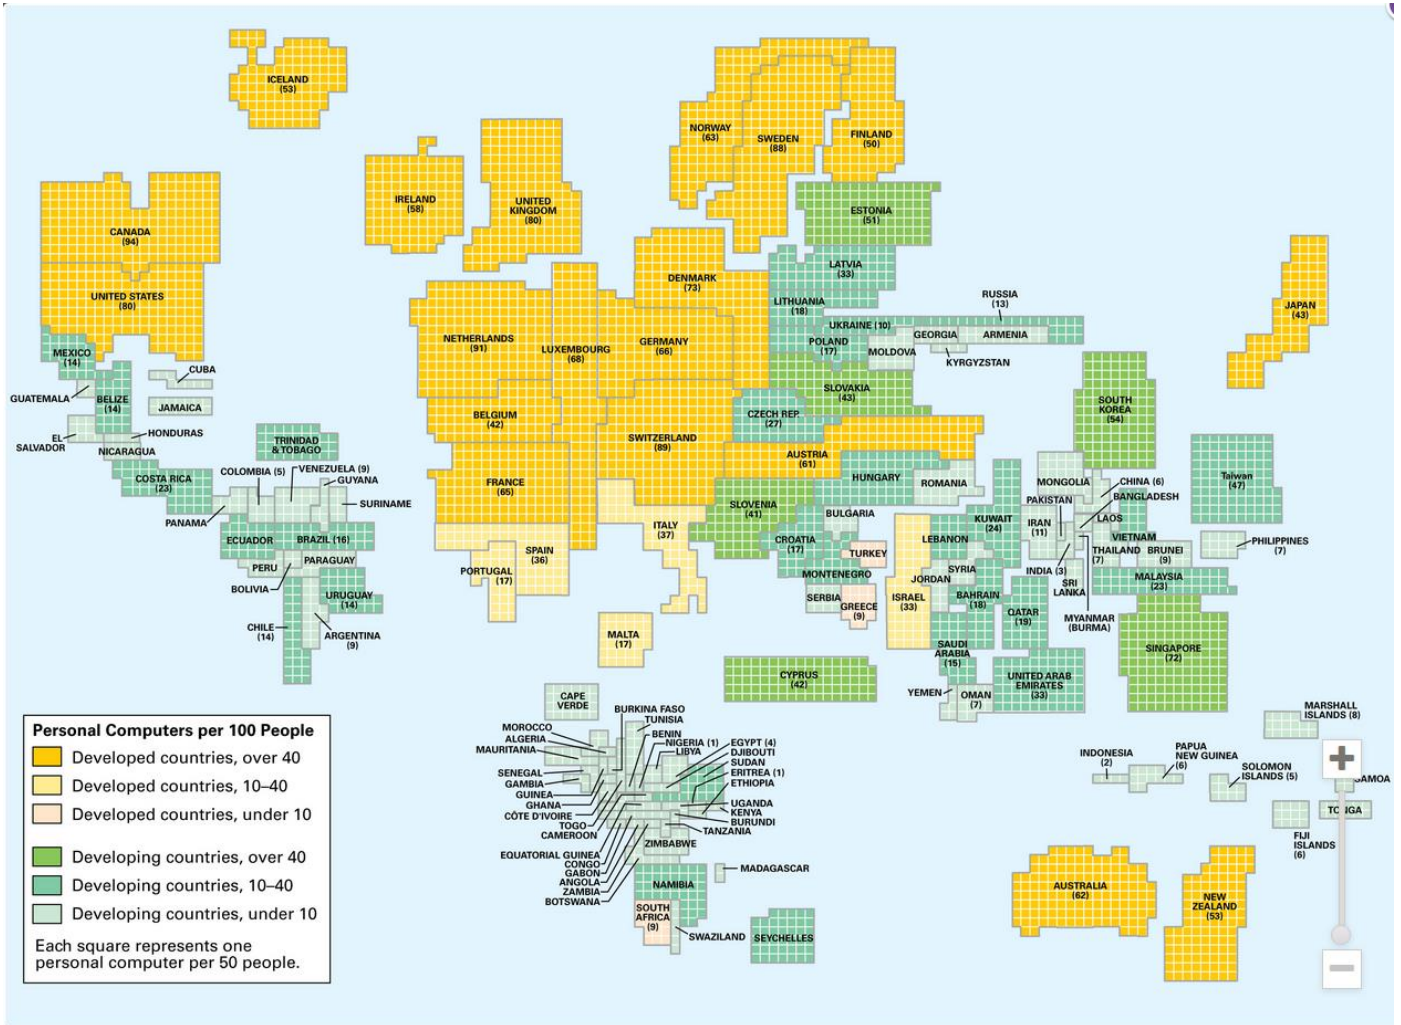 ICELAND
(53)
NORWAY
(63)
SWEDEN
(88)
FINLAND
(50)
IRELAND
(58)
UNITED
KINGDOM
(80)
ESTONIA
(51)
CANADA
(94)
UNITED STATES
(80)
DENMARK
(73)
LATVIA
(33)
LITHUANIA
(18)
RUSSIA
(13)
JAPAN
(43)
NETHERLANDS
(91)
LUXEMBOURG
(68)
GERMANY
(66)
UKRAINE (10)
POLAND
(17)
GEORGIA
ARMENIA
MOLDOVA
KYRGYZSTAN
MEXICO
(14)
CUBA
GUATEMALA
BELIZE
(14)
JAMAICA
SLOVAKIA
(43)
SOUTH
KOREA
(54)
BELGIUM
(42)
CZECH REP.
(27)
EL
SALVADOR
HONDURAS
NICARAGUA
TRINIDAD
& TOBAGO
SWITZERLAND
(89)
AUSTRIA
(61)
COSTA RICA
(23)
COLOMBIA (5)
VENEZUELA (9)
GUYANA
SURINAME
PANAMA
FRANCE
(65)
HUNGARY
ROMANIA
MONGOLIA
CHINA (6)
BANGLADESH
PAKISTAN
Taiwan
(47)
SLOVENIA
(41)
BULGARIA
KUWAIT
(24)
IRAN
(11)
LAOS
VIETNAM
ECUADOR
BRAZIL (16)
ITALY
(37)
CROATIA
(17)
TURKEY
LEBANON
THAILAND
(7)
BRUNEI
(9)
PHILIPPINES
(7)
PERU
PARAGUAY
BOLIVIA
SPAIN
(36)
PORTUGAL
(17)
MONTENEGRO
SYRIA
JORDAN
INDIA (3)
SRI
LANKA
MALAYSIA
(23)
URUGUAY
(14)
SERBIA
GREECE
(9)
ISRAEL
(33)
BAHRAIN
(18)
QATAR
(19)
MYANMAR
(BURMA)
CHILE
(14)
ARGENTINA
(9)
MALTA
(17)
SAUDI
ARABIA
(15)
SINGAPORE
(72)
CYPRUS
(42)
UNITED ARAB
EMIRATES
(33)
YEMEN
OMAN
(7)
CAPE
VERDE
BURKINA FASO
TUNISIA
MOROCCO
BENIN
ALGERIA
NIGERIA (1)
EGYPT (4)
MAURITANIA
LIBYA
DJIBOUTI
SUDAN
SENEGAL
ERITREA (1)
GAMBIA
ETHIOPIA
GUINEA
GHANA
UGANDA
CÔTE D'IVOIRE
KENYA
TOGO
BURUNDI
CAMEROON
TANZANIA
ZIMBABWE
EQUATORIAL GUINEA
CONGO
GABON
ANGOLA
ZAMBIA
BOTSWANA
MADAGASCAR
NAMIBIA
SOUTH
AFRICA
(9)
SWAZILAND
SEYCHELLES
MARSHALL
ISLANDS (8)
INDONESIA
(2)
PAPUA
NEW GUINEA
(6)
SOLOMON
ISLANDS (5)
SAMOA
TONGA
FIJI
ISLANDS
(6)
AUSTRALIA
(62)
NEW
ZEALAND
(53)
Personal Computers per 100 People
Developed countries, over 40
Developed countries, 10–40
Developed countries, under 10
Developing countries, over 40
Developing countries, 10–40
Developing countries, under 10
Each square represents one
personal computer per 50 people.